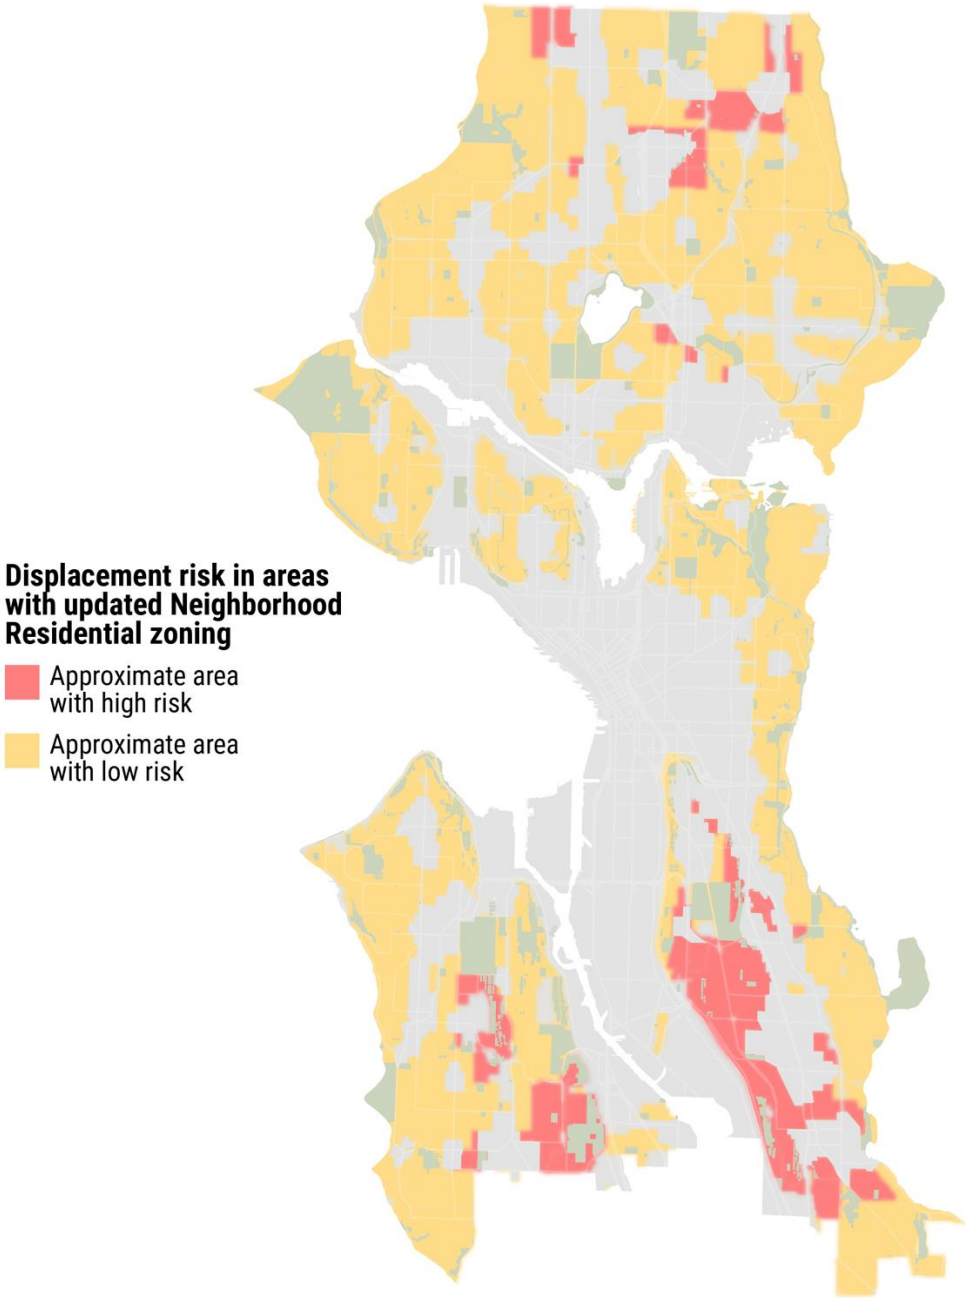 Displacement risk in areas
with updated Neighborhood
Residential zoning
Approximate area
with high risk
Approximate area
with low risk